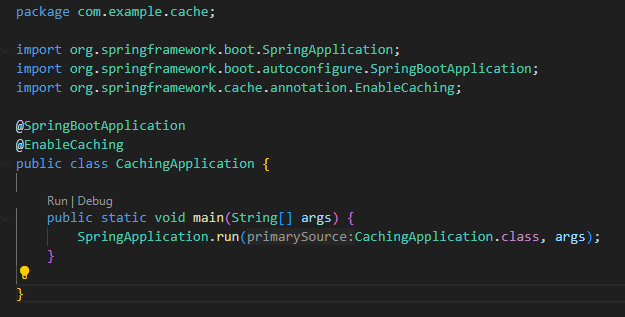 package com.example.cache;
import org.springframework.boot.SpringApplication;
import org.springframework.boot.autoconfigure.SpringBootApplication;
import org.springframework.cache.annotation.EnableCaching;
@SpringBootApplication
@EnableCaching
public class CachingApplication {
Run | Debug
public static void main(String[] args) {
SpringApplication.run(primarySource:CachingApplication.class, args);
}
}